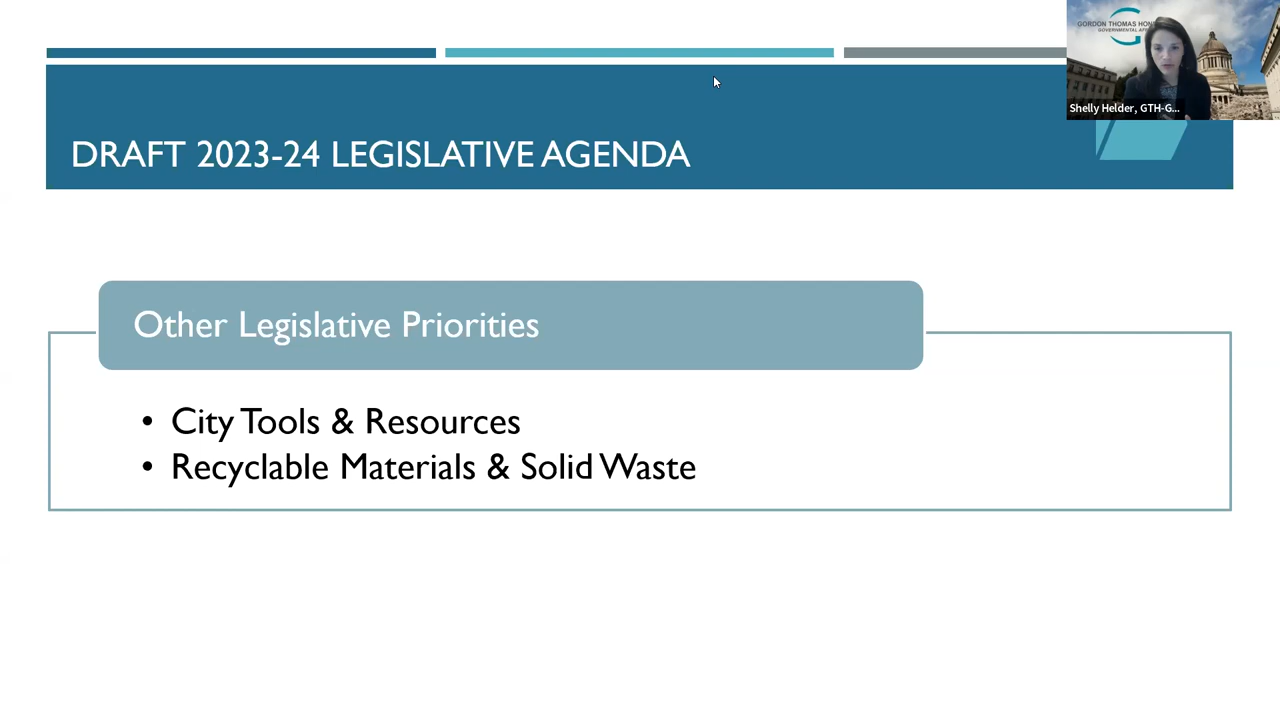 GORDON THOMAS HON
GOVERNMENTAL AFF
Shelly Helder, GTH-G...
DRAFT 2023-24 LEGISLATIVE AGENDA
Other Legislative Priorities
• City Tools & Resources
• Recyclable Materials & Solid Waste